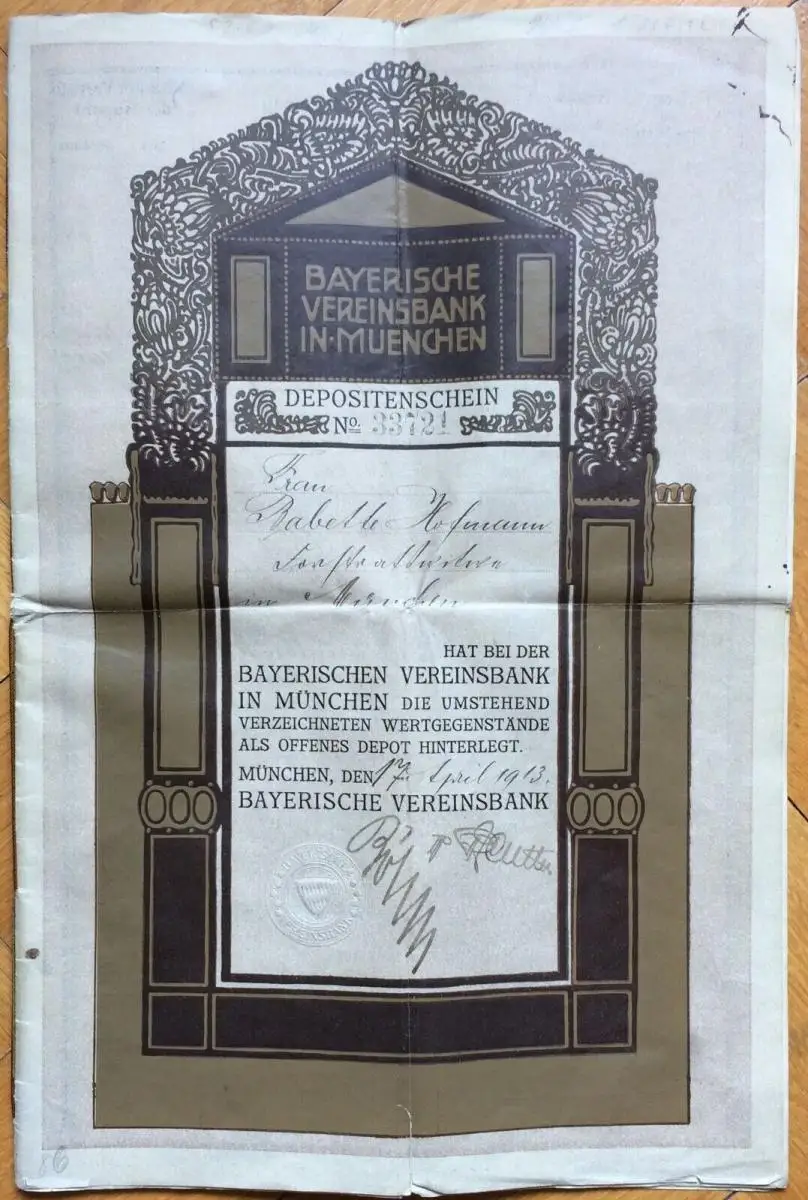 BAYERISCHE
VEREINSBANK
IN·MUENCHEN
DEPOSITENSCHEIN
No. 33721
Frau
Babette Hofmann
Forstratswitwe
in München
HAT BEI DER
BAYERISCHEN VEREINSBANK
IN MÜNCHEN DIE UMSTEHEND
VERZEICHNETEN WERTGEGENSTÄNDE
ALS OFFENES DEPOT HINTERLEGT.
MÜNCHEN, DEN 17. April 1913.
BAYERISCHE VEREINSBANK